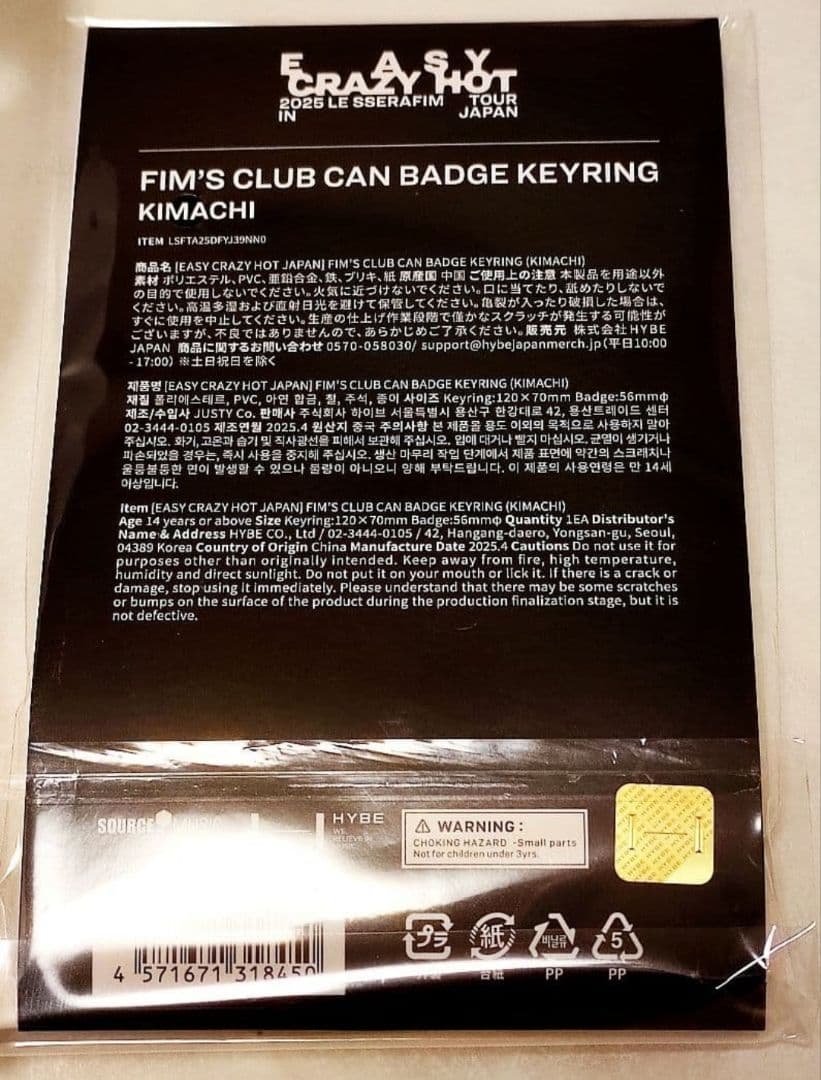 E A S Y
CRAZY HOT
2025 LE SSERAFIM TOUR
IN JAPAN
FIM'S CLUB CAN BADGE KEYRING
KIMACHI
ITEM LSFTA25DFYJ39NN0
商品名 [EASY CRAZY HOT JAPAN] FIM'S CLUB CAN BADGE KEYRING (KIMACHI)
素材 ポリエステル、PVC、亜鉛合金、鉄、ブリキ、紙 原産国 中国 ご使用上の注意 本製品を用途以外
の目的で使用しないでください。火気に近づけないでください。口に当てたり、舐めたりしないで
ください。高温多湿および直射日光を避けて保管してください。亀裂が入ったり破損した場合は、
すぐに使用を中止してください。生産の仕上げ作業段階で僅かなスクラッチが発生する可能性が
ございますが、不良ではありませんので、あらかじめご了承ください。販売元 株式会社HYBE
JAPAN 商品に関するお問い合わせ 0570-058030/ support@hybejapanmerch.jp(平日10:00
-17:00) ※土日祝日を除く
제품명 [EASY CRAZY HOT JAPAN] FIM'S CLUB CAN BADGE KEYRING (KIMACHI)
재질 폴리에스테르, PVC, 아연 합금, 철, 주석, 종이 사이즈 Keyring:120×70mm Badge:56mmΦ
제조/수입사 JUSTY Co. 판매사 주식회사 하이브 서울특별시 용산구 한강대로 42, 용산트레이드 센터
02-3444-0105 제조연월 2025.4 원산지 중국 주의사항 본 제품을 용도 이외의 목적으로 사용하지 말아
주십시오. 화기, 고온과 습기 및 직사광선을 피해서 보관해 주십시오. 입에 대거나 빨지 마십시오. 균열이 생기거나
파손되었을 경우는, 즉시 사용을 중지해 주십시오. 생산 마무리 작업 단계에서 제품 표면에 약간의 스크래치나
울퉁불퉁한 면이 발생할 수 있으나 불량이 아니오니 양해 부탁드립니다. 이 제품의 사용연령은 만 14세
이상입니다.
Item [EASY CRAZY HOT JAPAN] FIM'S CLUB CAN BADGE KEYRING (KIMACHI)
Age 14 years or above Size Keyring:120×70mm Badge:56mmΦ Quantity 1EA Distributor's
Name & Address HYBE CO., Ltd / 02-3444-0105 / 42, Hangang-daero, Yongsan-gu, Seoul,
04389 Korea Country of Origin China Manufacture Date 2025.4 Cautions Do not use it for
purposes other than originally intended. Keep away from fire, high temperature,
humidity and direct sunlight. Do not put it on your mouth or lick it. If there is a crack or
damage, stop using it immediately. Please understand that there may be some scratches
or bumps on the surface of the product during the production finalization stage, but it is
not defective.
SOURCE MUSIC
HYBE
WE
BELIEVE IN
⚠ WARNING :
CHOKING HAZARD -Small parts
Not for children under 3yrs.
4 571671 318450
プラ 紙 비닐류 5
台紙 PP PP